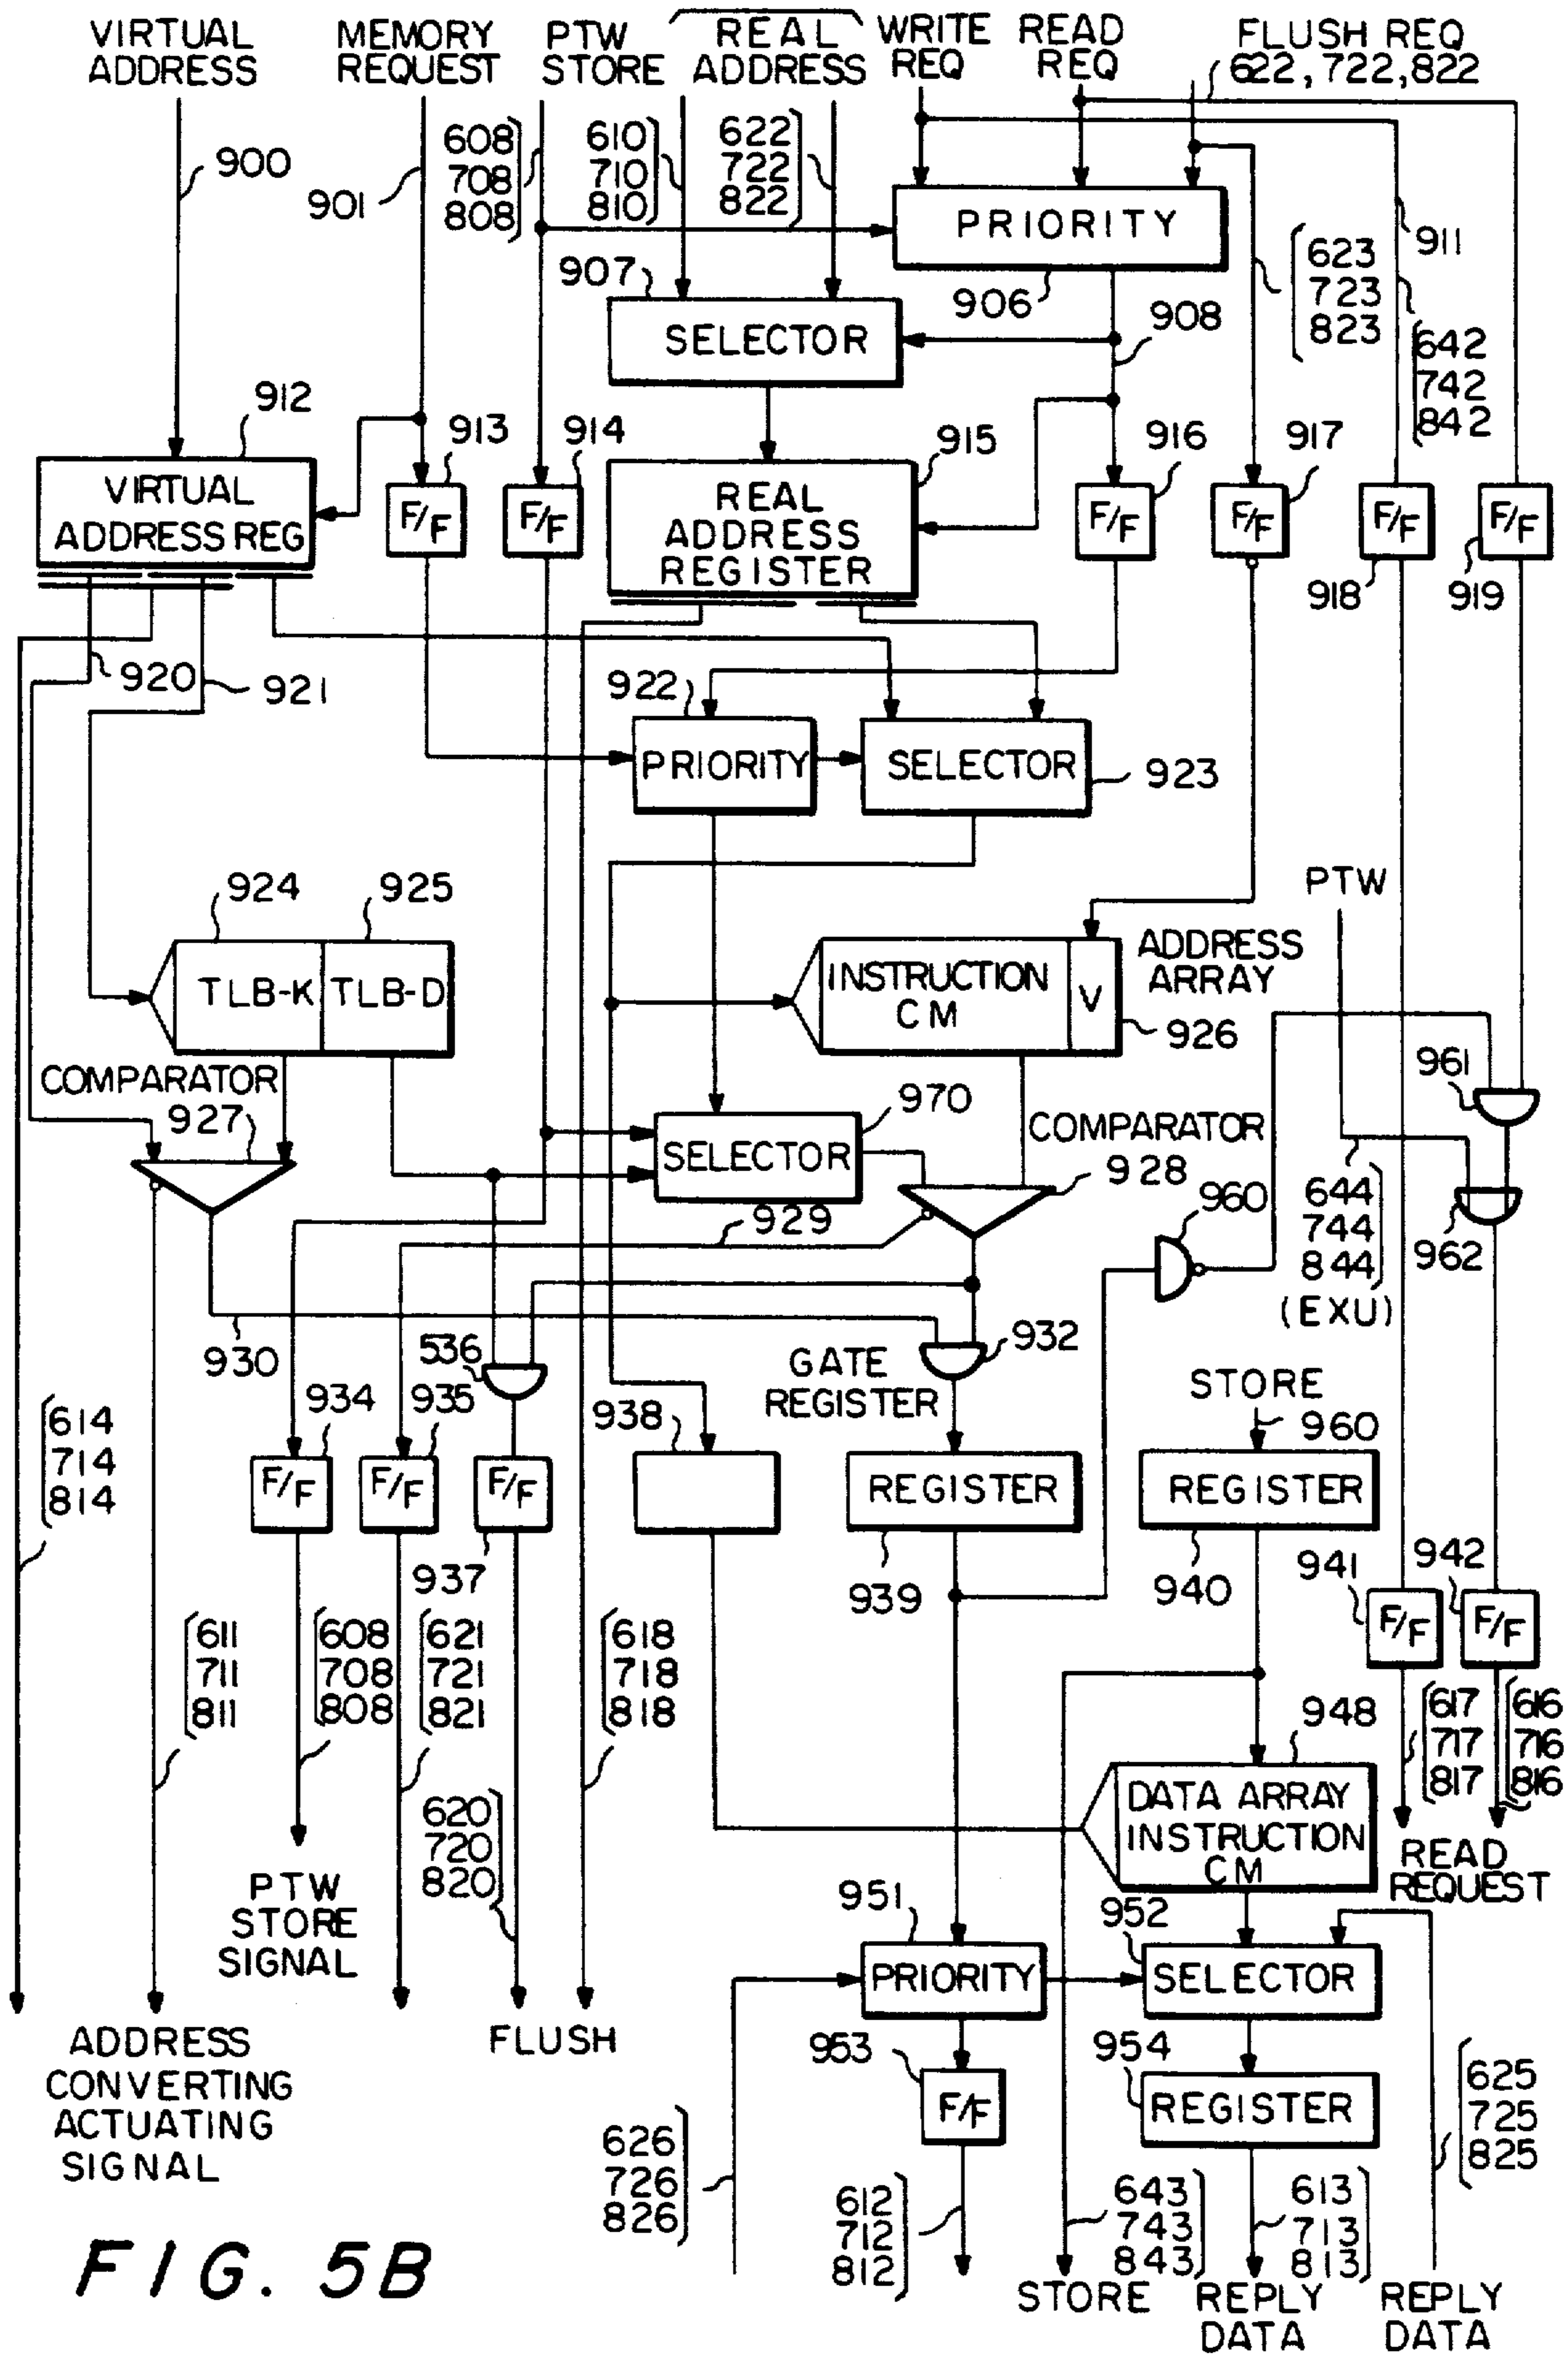 VIRTUAL
ADDRESS
MEMORY
REQUEST
PTW
STORE
REAL
ADDRESS
WRITE
REQ
READ
REQ
FLUSH REQ
622, 722, 822
900
901
608
708
808
610
710
810
622
722
822
PRIORITY
906
907
SELECTOR
908
623
723
823
911
642
742
842
912
VIRTUAL
ADDRESS REG
913
F/F
914
F/F
915
REAL
ADDRESS
REGISTER
916
F/F
917
F/F
F/F
918
F/F
919
920
921
922
PRIORITY
SELECTOR
923
924
925
TLB-K
TLB-D
INSTRUCTION
CM
V
ADDRESS
ARRAY
926
PTW
961
COMPARATOR
927
970
SELECTOR
COMPARATOR
928
929
960
644
744
844
(EXU)
962
930
536
932
GATE
REGISTER
STORE
960
614
714
814
934
F/F
935
F/F
F/F
937
938
REGISTER
939
REGISTER
940
941
F/F
942
F/F
611
711
811
608
708
808
621
721
821
618
718
818
617
717
817
616
716
816
948
DATA ARRAY
INSTRUCTION
CM
620
720
820
READ
REQUEST
PTW
STORE
SIGNAL
951
PRIORITY
952
SELECTOR
ADDRESS
CONVERTING
ACTUATING
SIGNAL
FLUSH
953
F/F
954
REGISTER
625
725
825
626
726
826
612
712
812
643
743
843
613
713
813
STORE
REPLY
DATA
REPLY
DATA
FIG. 5B